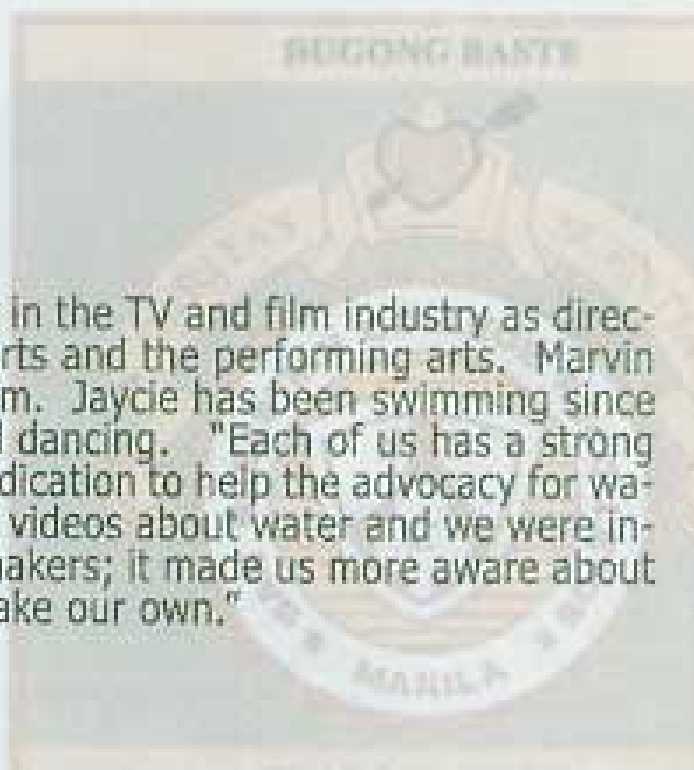 DUGONG BASTE
in the TV and film industry as direc-
rts and the performing arts. Marvin
m. Jaycie has been swimming since
dancing. "Each of us has a strong
dication to help the advocacy for wa-
videos about water and we were in-
akers; it made us more aware about
ake our own."
MANILA